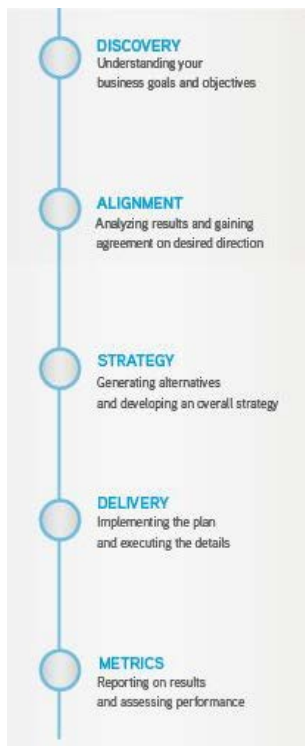 DISCOVERY
Understanding your
business goals and objectives
ALIGNMENT
Analyzing results and gaining
agreement on desired direction
STRATEGY
Generating alternatives
and developing an overall strategy
DELIVERY
Implementing the plan
and executing the details
METRICS
Reporting on results
and assessing performance